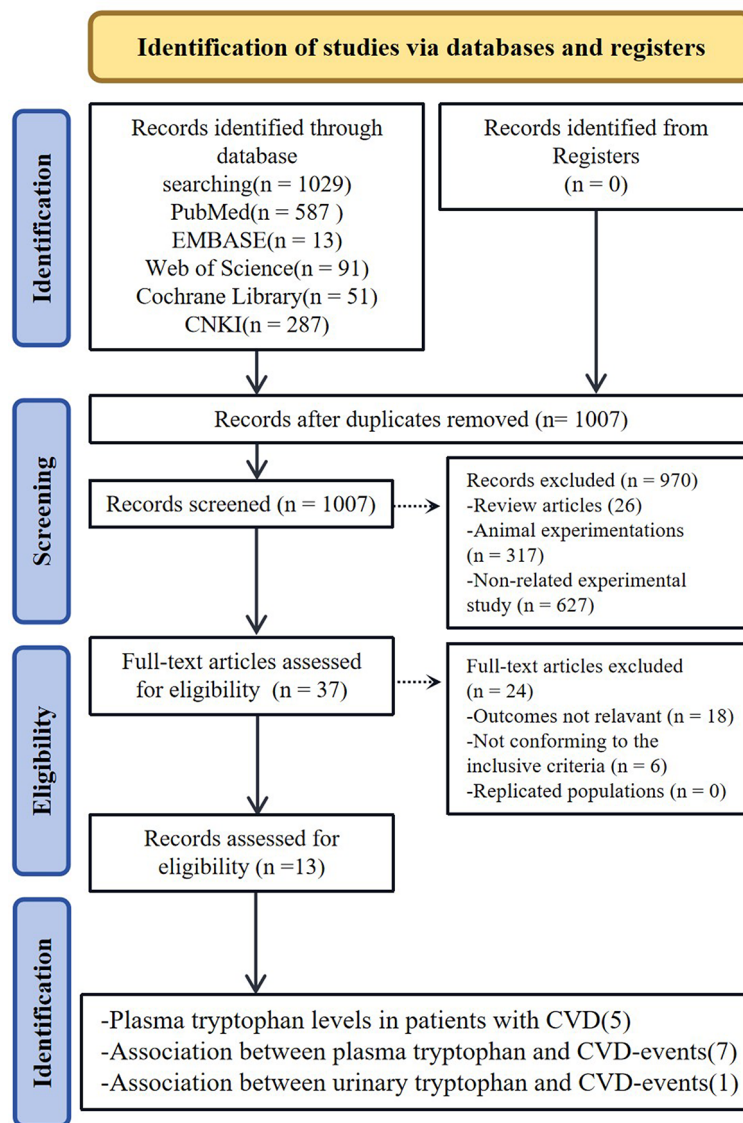 Identification of studies via databases and registers
Identification
Records identified through
database
searching(n = 1029)
PubMed(n = 587 )
EMBASE(n = 13)
Web of Science(n = 91)
Cochrane Library(n = 51)
CNKI(n = 287)
Records identified from
Registers
(n = 0)
Screening
Records after duplicates removed (n= 1007)
Records screened (n = 1007)
Records excluded (n = 970)
-Review articles (26)
-Animal experimentations
(n = 317)
-Non-related experimental
study (n = 627)
Eligibility
Full-text articles assessed
for eligibility (n = 37)
Full-text articles excluded
(n = 24)
-Outcomes not relavant (n = 18)
-Not conforming to the
inclusive criteria (n = 6)
-Replicated populations (n = 0)
Records assessed for
eligibility (n =13)
Identification
-Plasma tryptophan levels in patients with CVD(5)
-Association between plasma tryptophan and CVD-events(7)
-Association between urinary tryptophan and CVD-events(1)